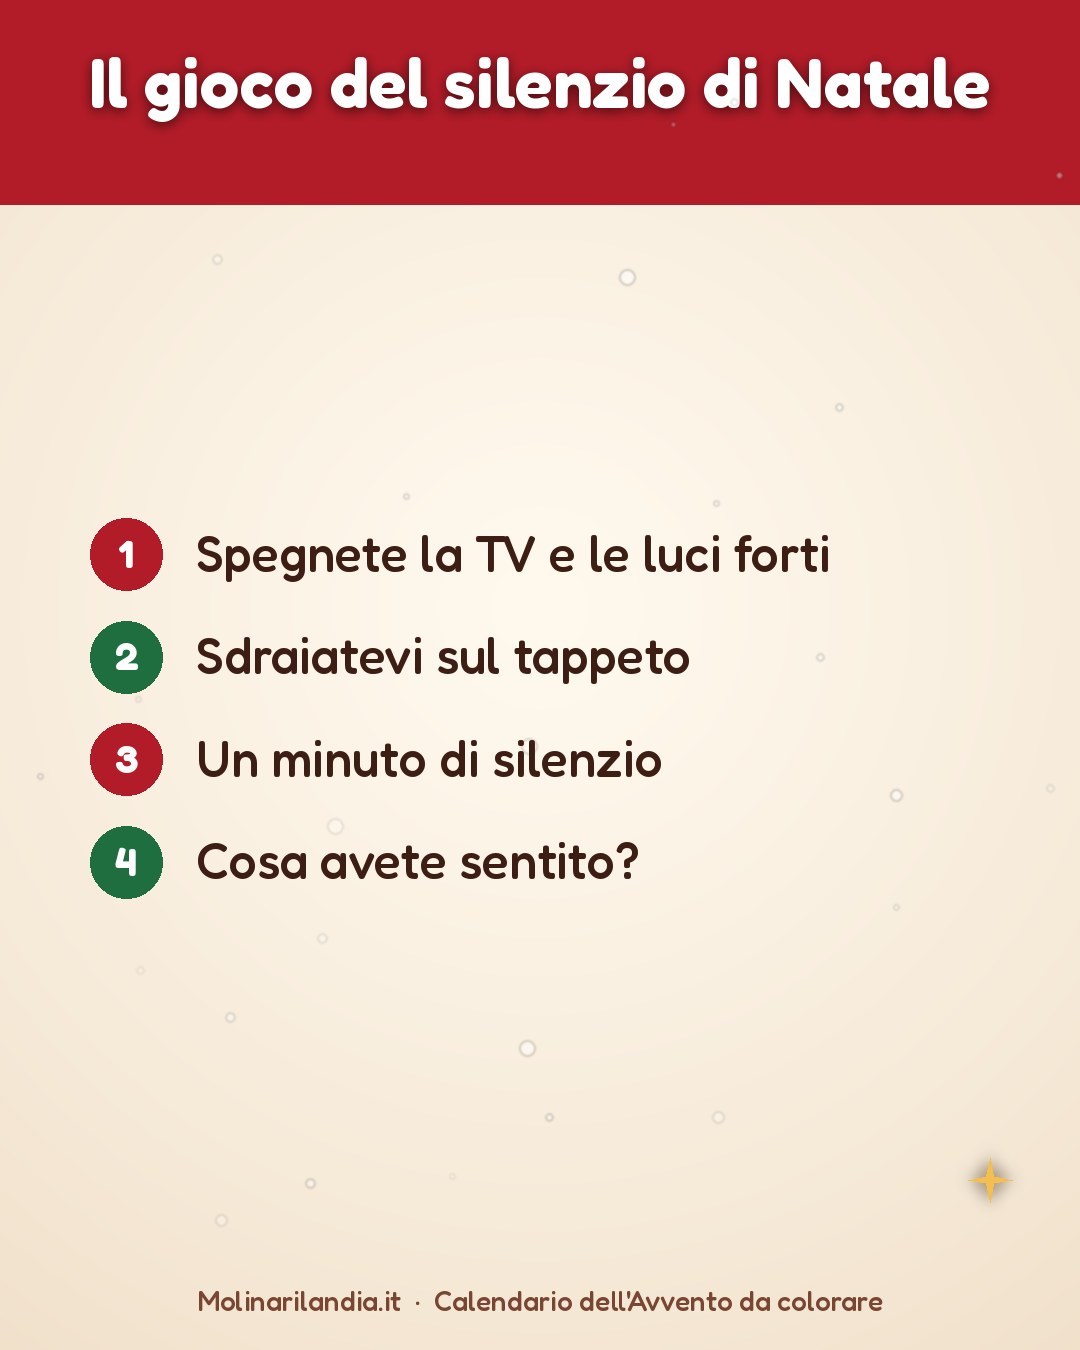 Il gioco del silenzio di Natale
1 Spegnete la TV e le luci forti
2 Sdraiatevi sul tappeto
3 Un minuto di silenzio
4 Cosa avete sentito?
Molinarilandia.it · Calendario dell'Avvento da colorare